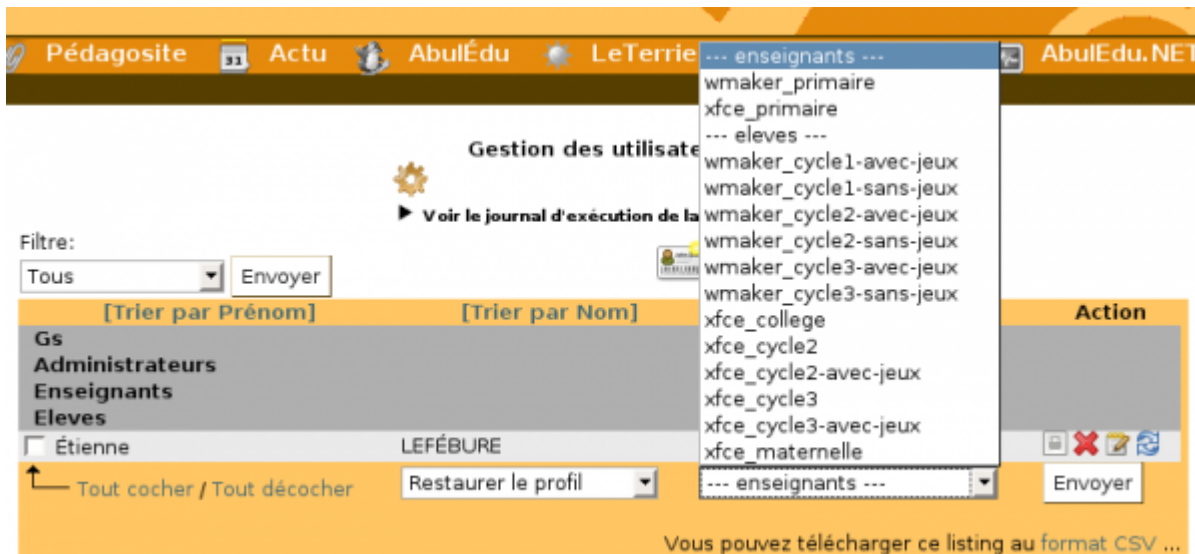 Pédagosite 31 Actu AbulÉdu LeTerrie AbulEdu.NET
--- enseignants ---
wmaker_primaire
xfce_primaire
--- eleves ---
wmaker_cycle1-avec-jeux
wmaker_cycle1-sans-jeux
wmaker_cycle2-avec-jeux
wmaker_cycle2-sans-jeux
wmaker_cycle3-avec-jeux
wmaker_cycle3-sans-jeux
xfce_college
xfce_cycle2
xfce_cycle2-avec-jeux
xfce_cycle3
xfce_cycle3-avec-jeux
xfce_maternelle
Gestion des utilisate
Voir le journal d'exécution de la
Filtre:
Tous Envoyer
[Trier par Prénom] [Trier par Nom] Action
Gs
Administrateurs
Enseignants
Eleves
Étienne LEFÉBURE
Tout cocher / Tout décocher Restaurer le profil --- enseignants --- Envoyer
Vous pouvez télécharger ce listing au format CSV ...